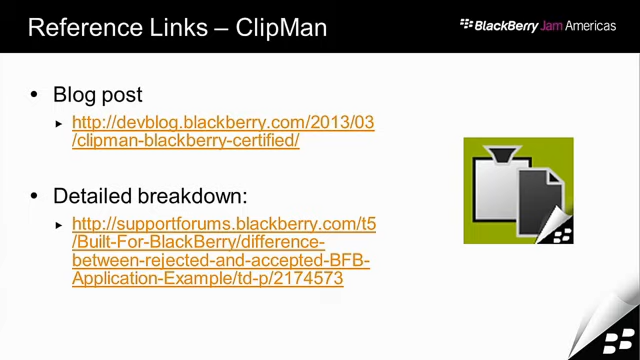 Reference Links – ClipMan
BlackBerry Jam Americas
• Blog post
http://devblog.blackberry.com/2013/03
/clipman-blackberry-certified/
• Detailed breakdown:
http://supportforums.blackberry.com/t5
/Built-For-BlackBerry/difference-
between-rejected-and-accepted-BFB-
Application-Example/td-p/2174573